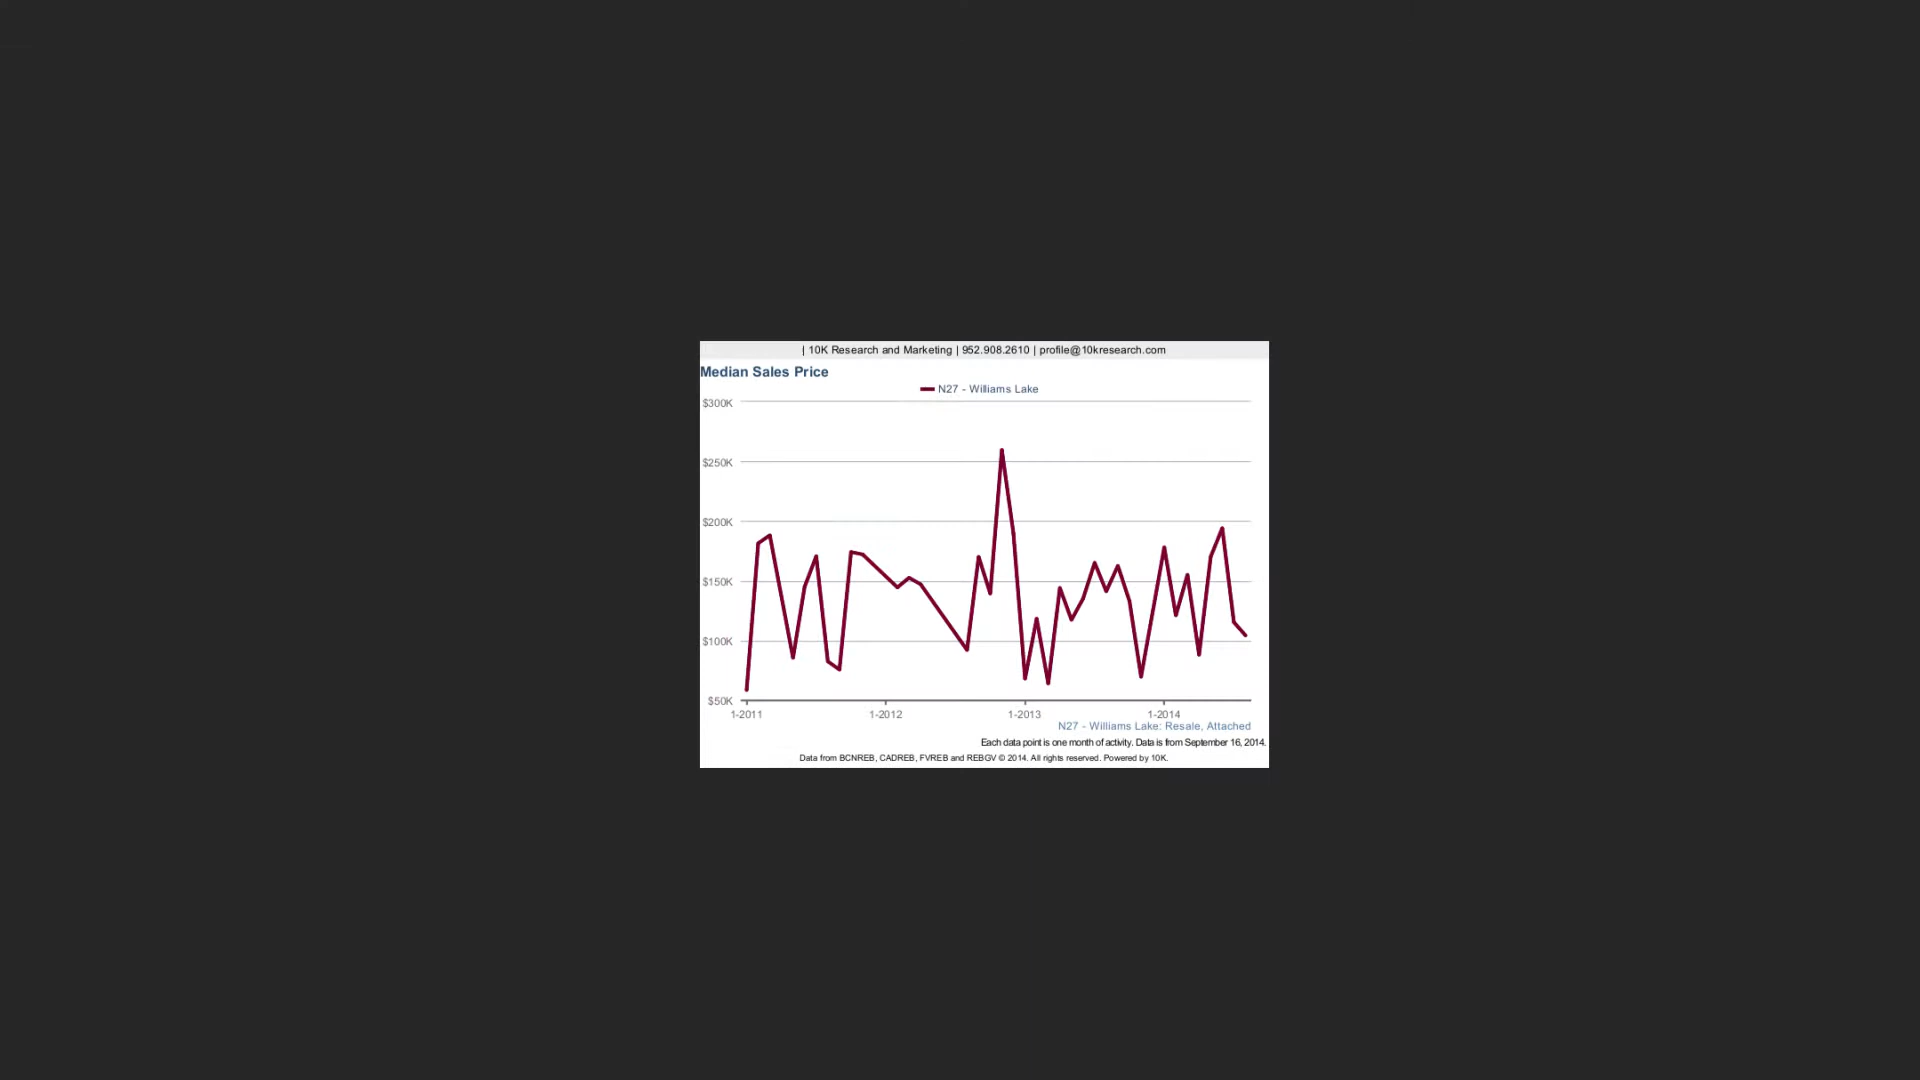 | 10K Research and Marketing | 952.908.2610 | profile@10kresearch.com
Median Sales Price
N27 - Williams Lake
$300K
$250K
$200K
$150K
$100K
$50K
1-2011 1-2012 1-2013 1-2014
N27 - Williams Lake: Resale, Attached
Each data point is one month of activity. Data is from September 16, 2014.
Data from BCNREB, CADREB, FVREB and REBGV © 2014. All rights reserved. Powered by 10K.